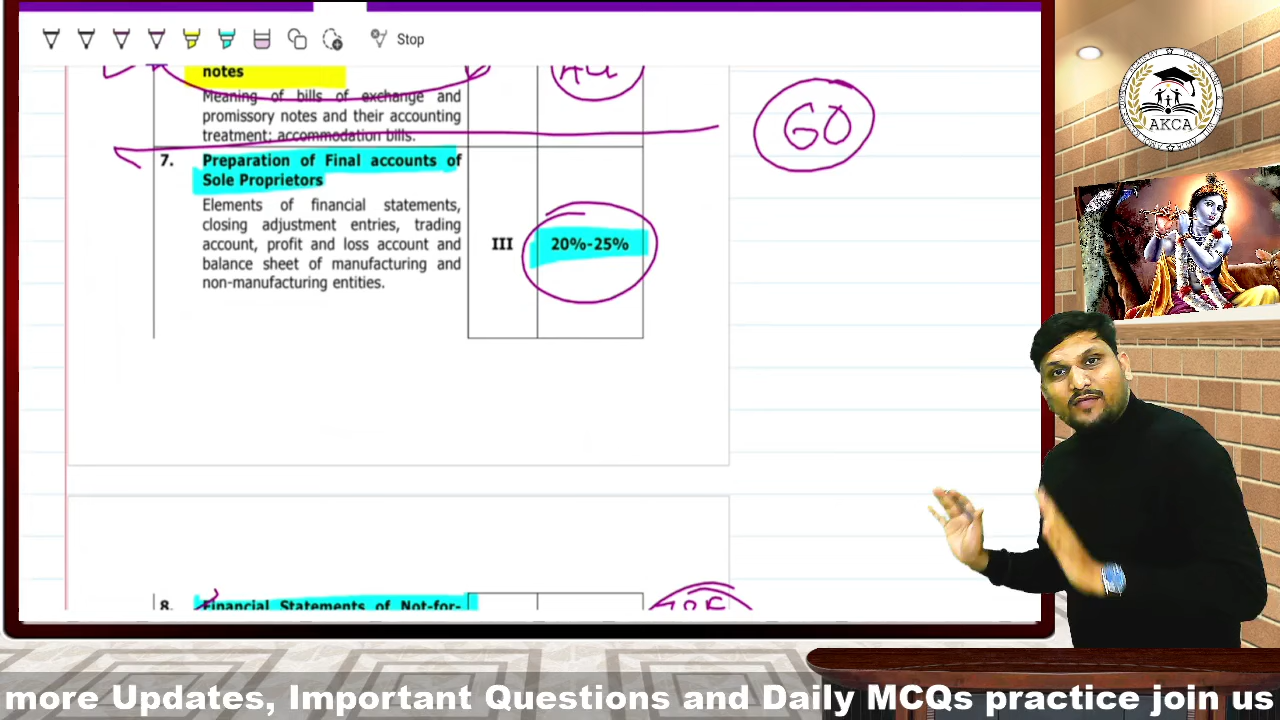 Stop
notes
Meaning of bills of exchange and
promissory notes and their accounting
treatment; accommodation bills.
60
7. Preparation of Final accounts of
Sole Proprietors
Elements of financial statements,
closing adjustment entries, trading
account, profit and loss account and
balance sheet of manufacturing and
non-manufacturing entities.
III 20%-25%
8. Financial Statements of Not-for-
AKCA
more Updates, Important Questions and Daily MCQs practice join us